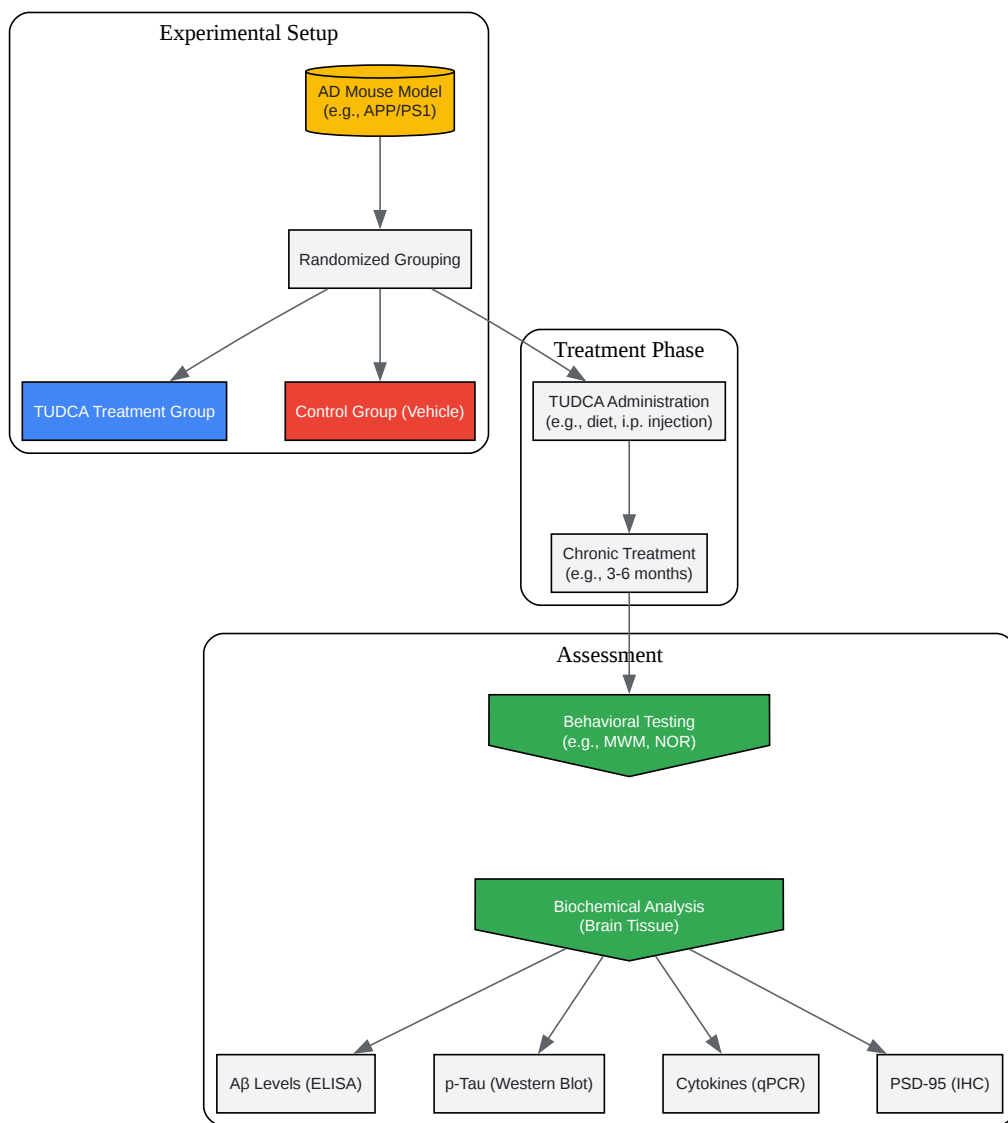 Experimental Setup
AD Mouse Model
(e.g., APP/PS1)
Randomized Grouping
TUDCA Treatment Group
Control Group (Vehicle)
Treatment Phase
TUDCA Administration
(e.g., diet, i.p. injection)
Chronic Treatment
(e.g., 3-6 months)
Assessment
Behavioral Testing
(e.g., MWM, NOR)
Biochemical Analysis
(Brain Tissue)
Aβ Levels (ELISA)
p-Tau (Western Blot)
Cytokines (qPCR)
PSD-95 (IHC)